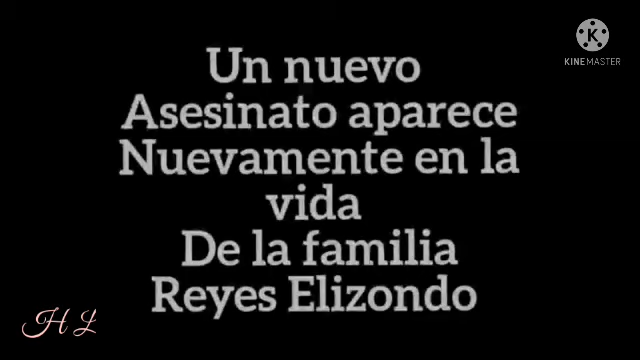 Un nuevo
Asesinato aparece
Nuevamente en la
vida
De la familia
Reyes Elizondo
K
KINEMASTER
H L